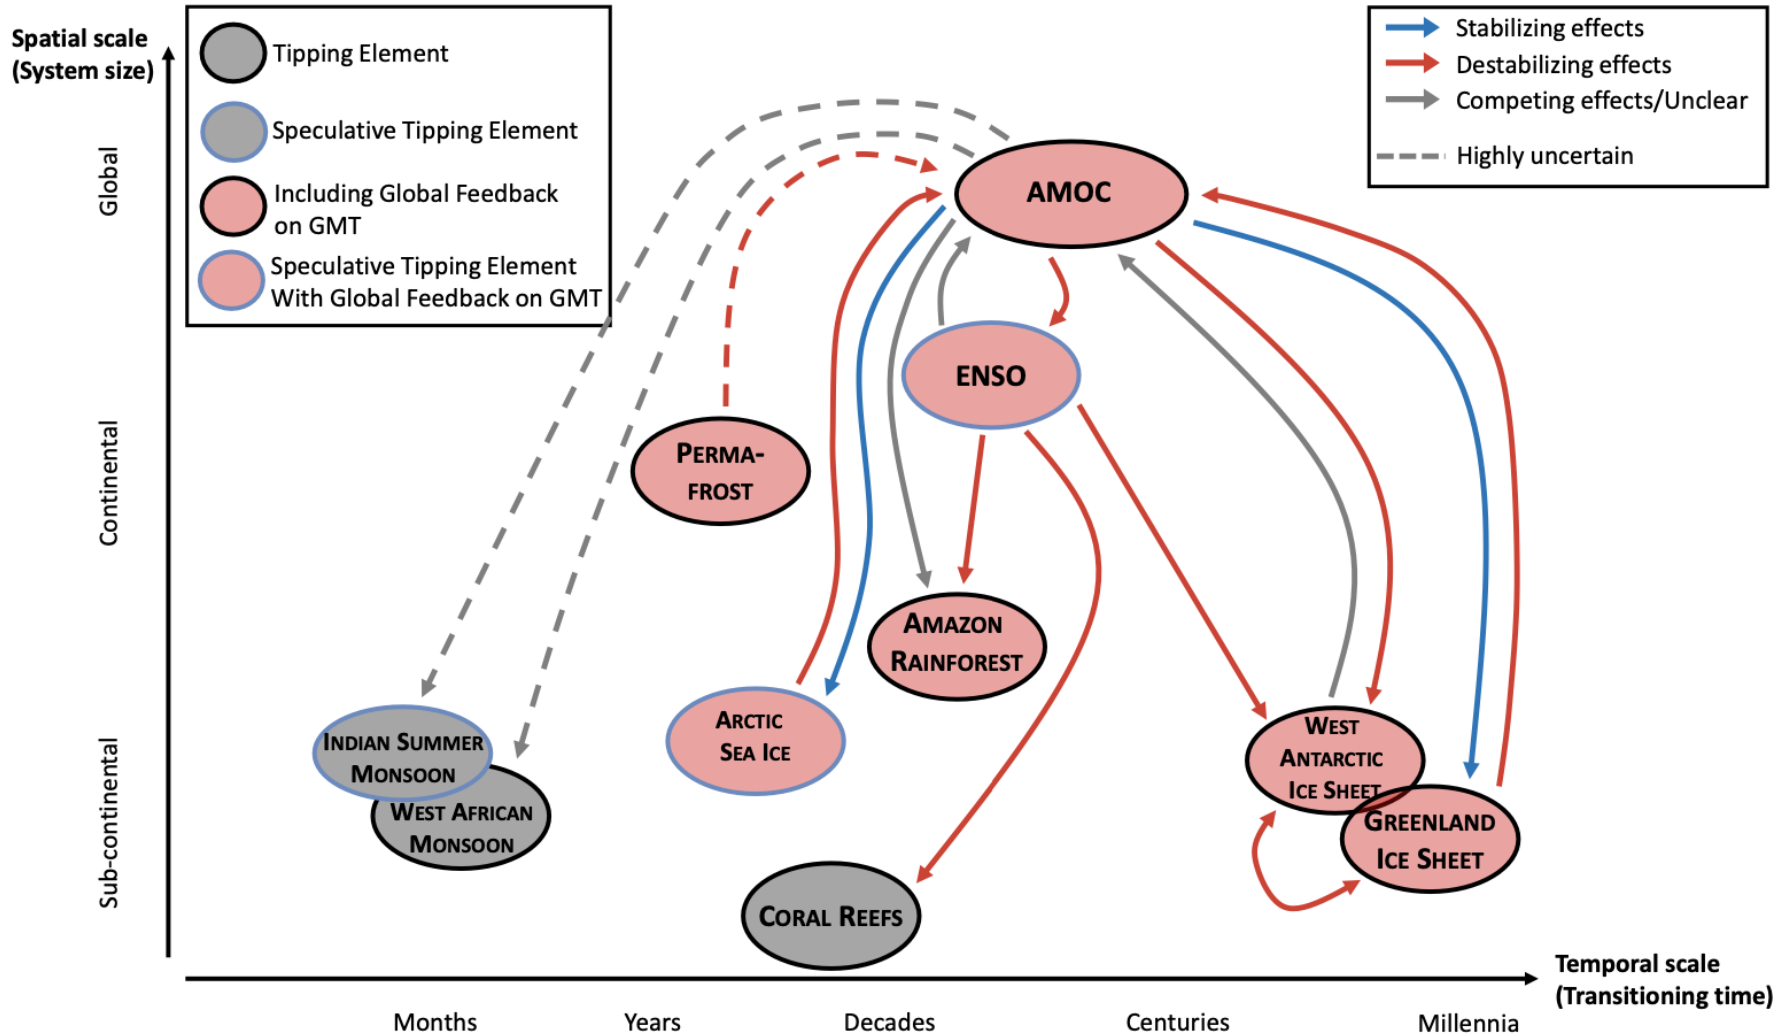 Spatial scale
(System size)
Tipping Element
Speculative Tipping Element
Including Global Feedback
on GMT
Speculative Tipping Element
With Global Feedback on GMT
Stabilizing effects
Destabilizing effects
Competing effects/Unclear
Highly uncertain
Global
Continental
Sub-continental
AMOC
ENSO
PERMA-
FROST
AMAZON
RAINFOREST
ARCTIC
SEA ICE
INDIAN SUMMER
MONSOON
WEST AFRICAN
MONSOON
WEST
ANTARCTIC
ICE SHEET
GREENLAND
ICE SHEET
CORAL REEFS
Temporal scale
(Transitioning time)
Months
Years
Decades
Centuries
Millennia